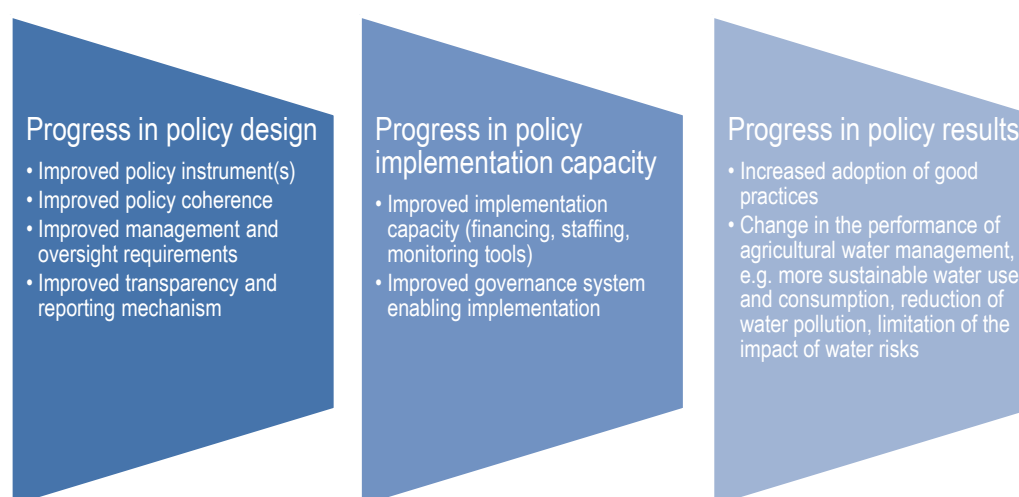 Progress in policy design
• Improved policy instrument(s)
• Improved policy coherence
• Improved management and
oversight requirements
• Improved transparency and
reporting mechanism
Progress in policy
implementation capacity
• Improved implementation
capacity (financing, staffing,
monitoring tools)
• Improved governance system
enabling implementation
Progress in policy results
• Increased adoption of good
practices
• Change in the performance of
agricultural water management,
e.g. more sustainable water use
and consumption, reduction of
water pollution, limitation of the
impact of water risks